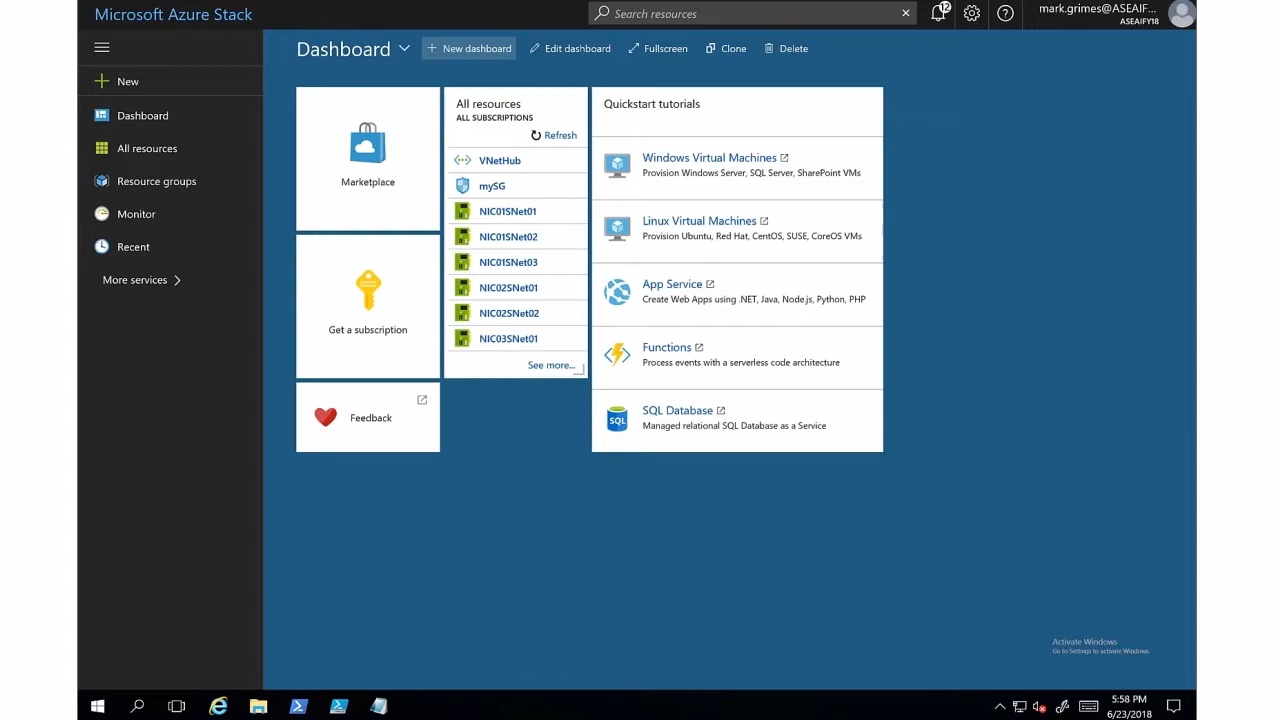 Microsoft Azure Stack
Search resources
12
mark.grimes@ASEAIF...
ASEAIFY18
New
Dashboard
All resources
Resource groups
Monitor
Recent
More services
Dashboard
New dashboard
Edit dashboard
Fullscreen
Clone
Delete
Marketplace
Get a subscription
Feedback
All resources
ALL SUBSCRIPTIONS
Refresh
VNetHub
mySG
NIC01SNet01
NIC01SNet02
NIC01SNet03
NIC02SNet01
NIC02SNet02
NIC03SNet01
See more...
Quickstart tutorials
Windows Virtual Machines
Provision Windows Server, SQL Server, SharePoint VMs
Linux Virtual Machines
Provision Ubuntu, Red Hat, CentOS, SUSE, CoreOS VMs
App Service
Create Web Apps using .NET, Java, Node.js, Python, PHP
Functions
Process events with a serverless code architecture
SQL
SQL Database
Managed relational SQL Database as a Service
Activate Windows
Go to Settings to activate Windows.
5:58 PM
6/23/2018